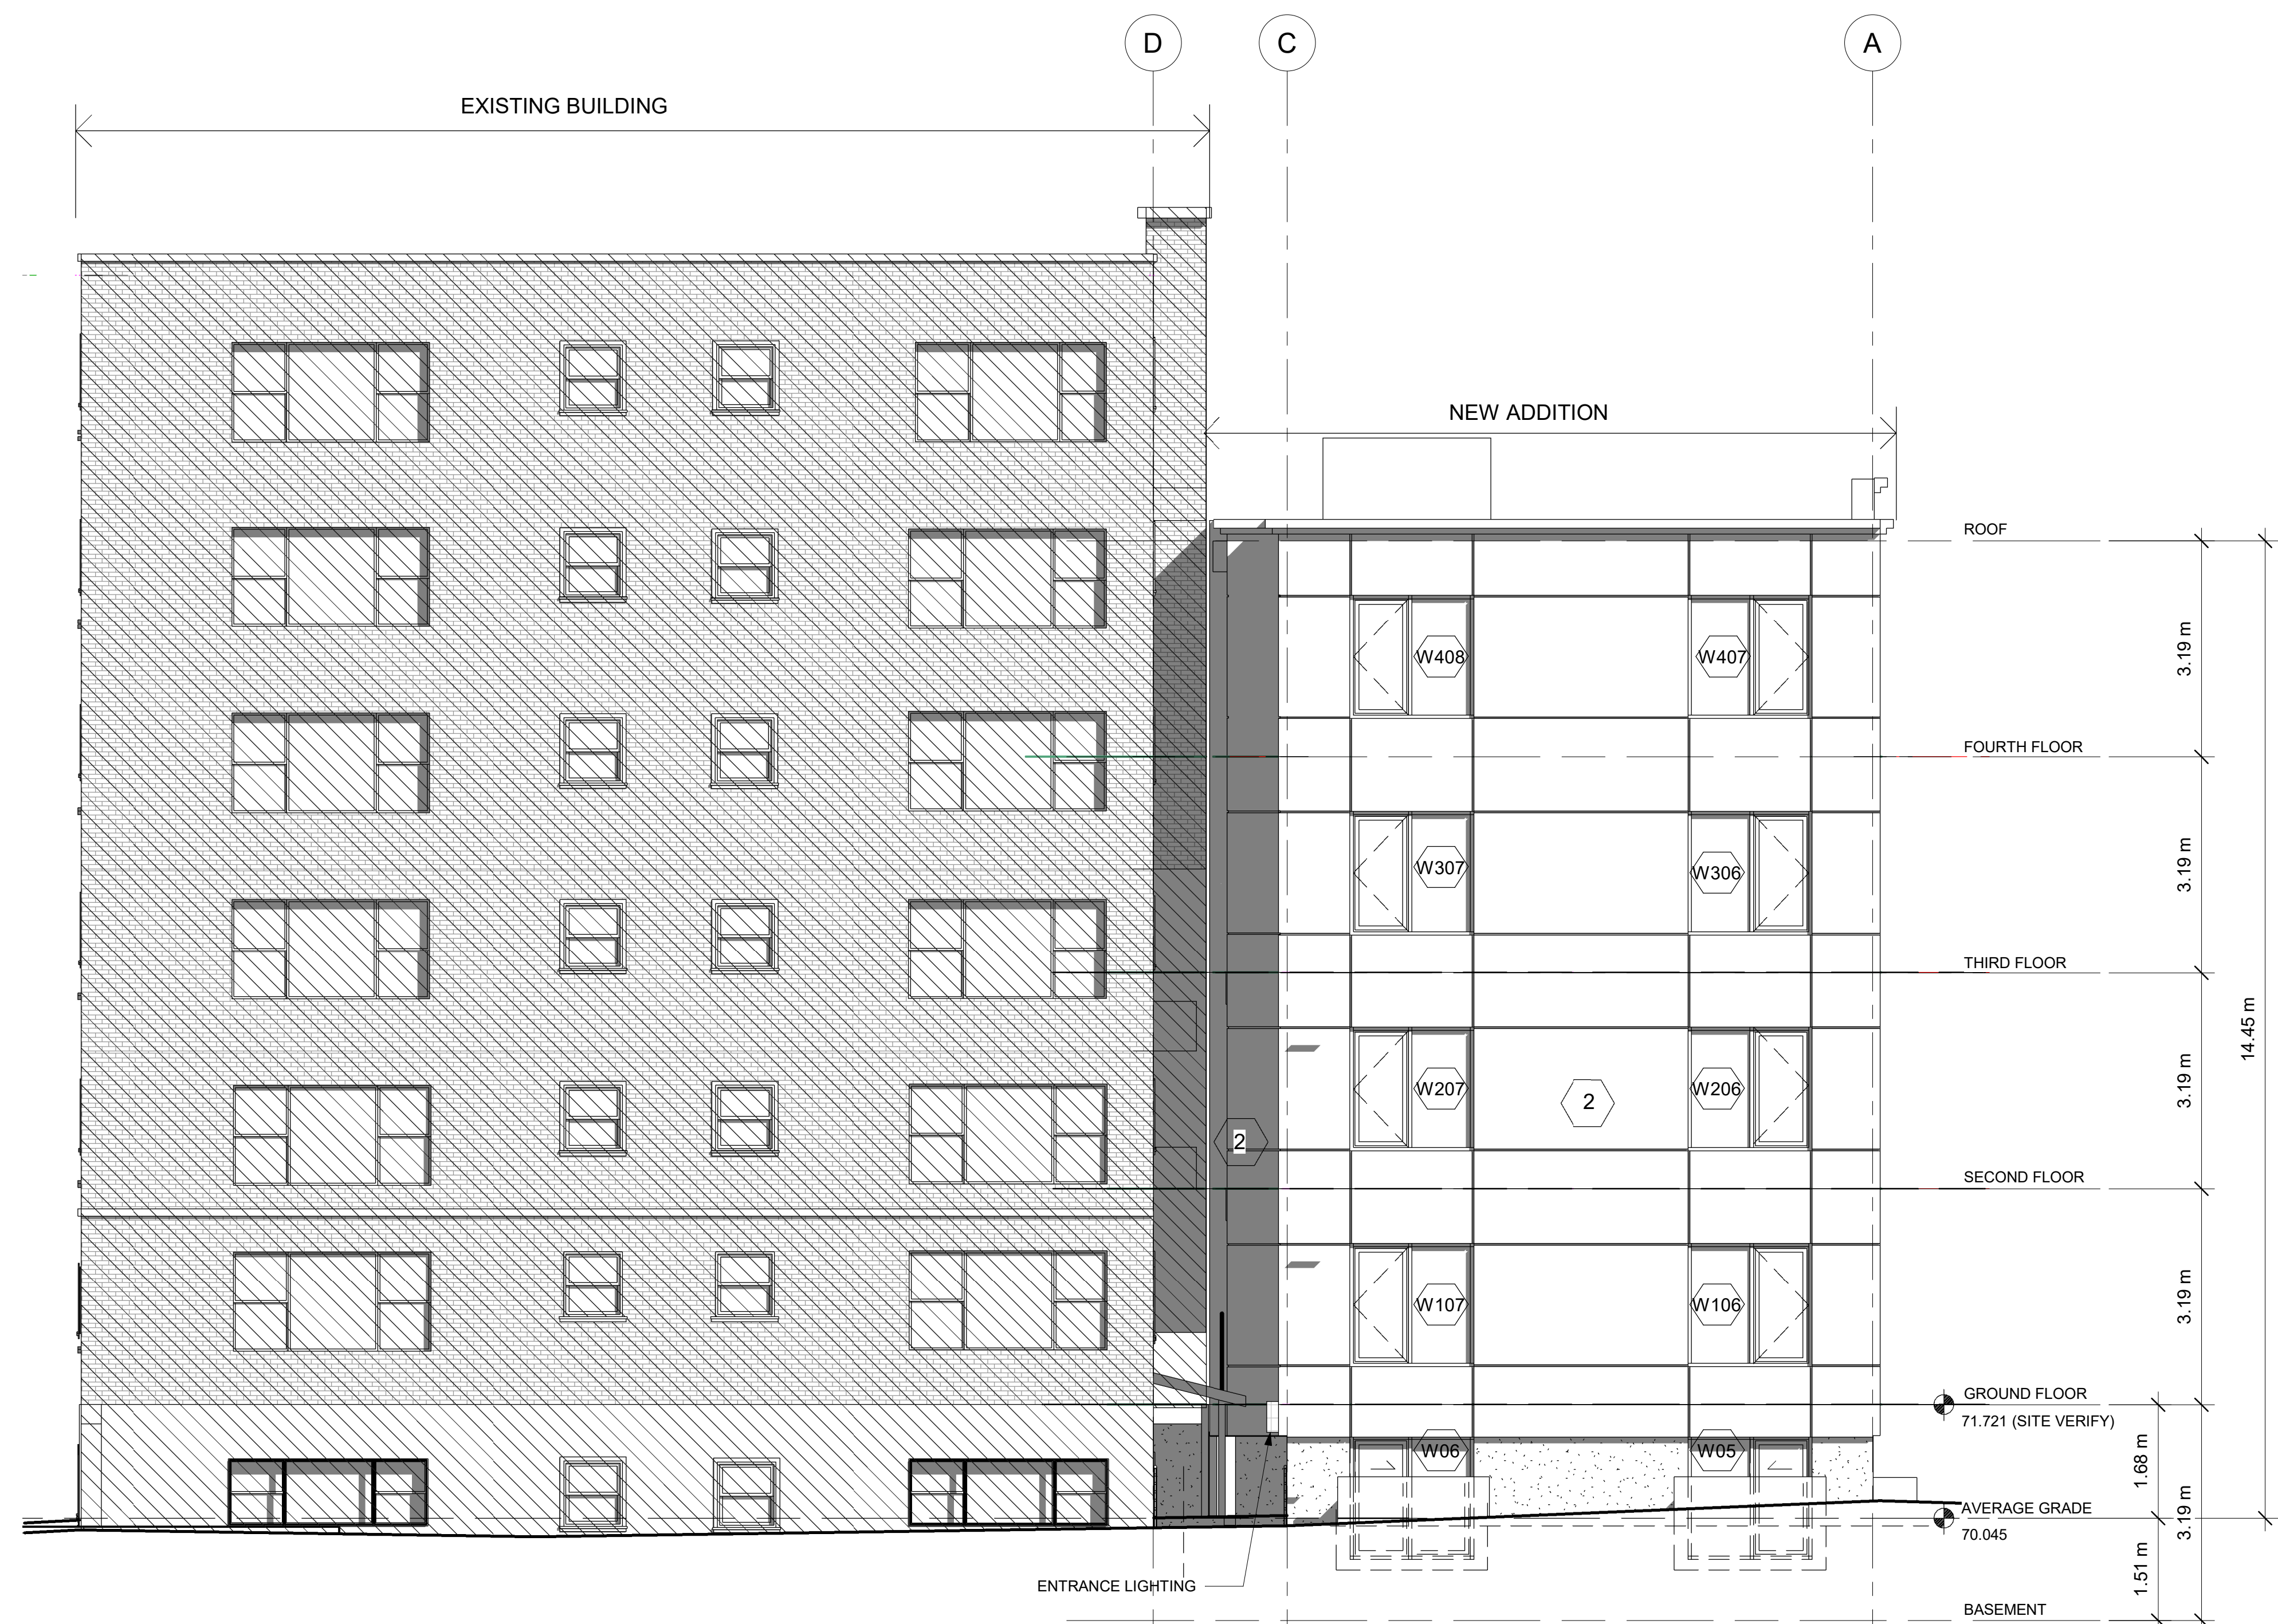 D
C
A
EXISTING BUILDING
NEW ADDITION
ROOF
3.19 m
W408
W407
FOURTH FLOOR
3.19 m
W307
W306
THIRD FLOOR
14.45 m
3.19 m
W207
2
W206
2
SECOND FLOOR
3.19 m
W107
W106
GROUND FLOOR
71.721 (SITE VERIFY)
W06
W05
1.68 m
3.19 m
AVERAGE GRADE
70.045
1.51 m
ENTRANCE LIGHTING
BASEMENT